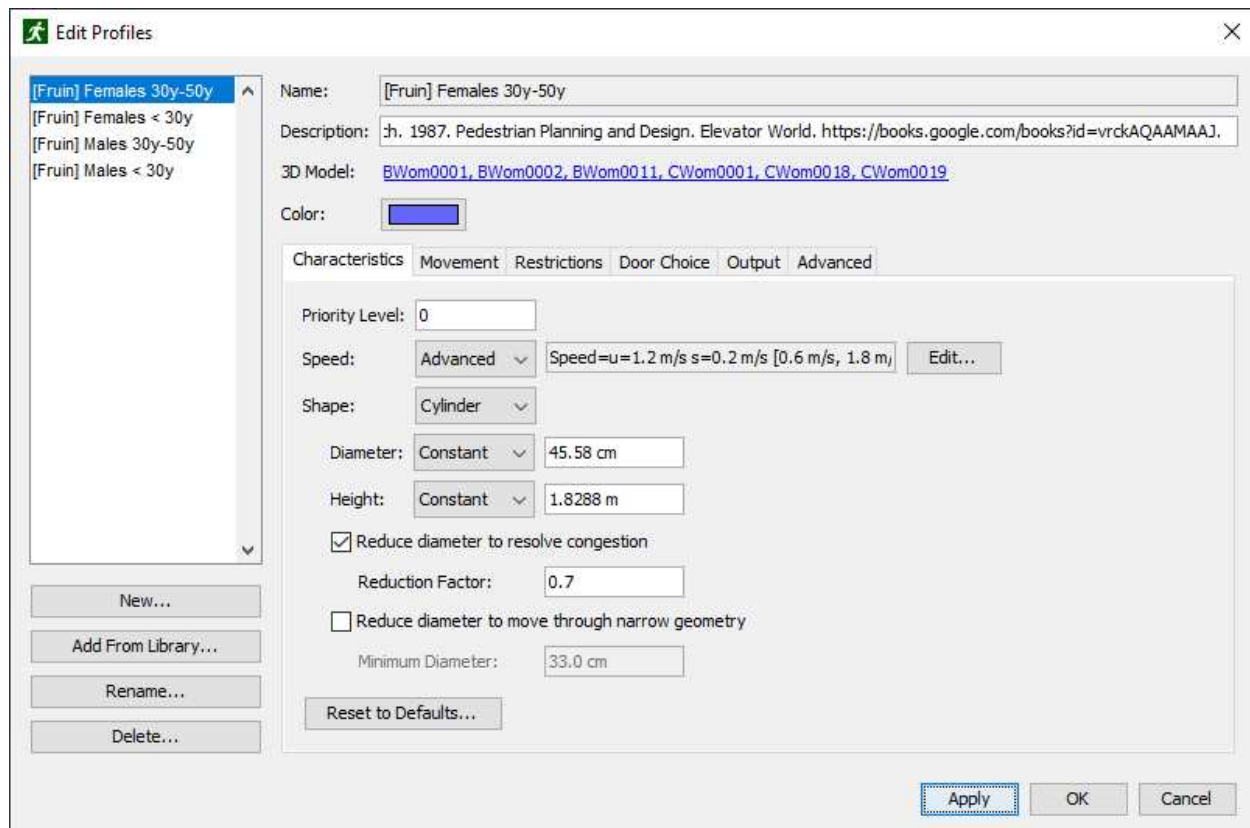 Edit Profiles
[Fruin] Females 30y-50y
[Fruin] Females < 30y
[Fruin] Males 30y-50y
[Fruin] Males < 30y
New...
Add From Library...
Rename...
Delete...
Name: [Fruin] Females 30y-50y
Description: :h. 1987. Pedestrian Planning and Design. Elevator World. https://books.google.com/books?id=vrckAQAAMAAJ.
3D Model: BWom0001, BWom0002, BWom0011, CWom0001, CWom0018, CWom0019
Color:
Characteristics Movement Restrictions Door Choice Output Advanced
Priority Level: 0
Speed: Advanced Speed=u=1.2 m/s s=0.2 m/s [0.6 m/s, 1.8 m/ Edit...
Shape: Cylinder
Diameter: Constant 45.58 cm
Height: Constant 1.8288 m
Reduce diameter to resolve congestion
Reduction Factor: 0.7
Reduce diameter to move through narrow geometry
Minimum Diameter: 33.0 cm
Reset to Defaults...
Apply OK Cancel